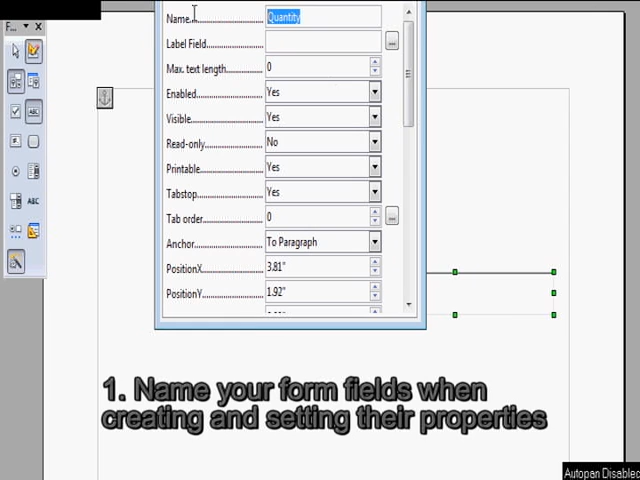 Name.......................... Quantity
Label Field................... ...
Max. text length........... 0
Enabled....................... Yes
Visible......................... Yes
Read-only.................... No
Printable...................... Yes
Tabstop....................... Yes
Tab order..................... 0 ...
Anchor......................... To Paragraph
PositionX..................... 3.81"
PositionY..................... 1.92"
ABC
1. Name your form fields when
creating and setting their properties
Autopan Disabled